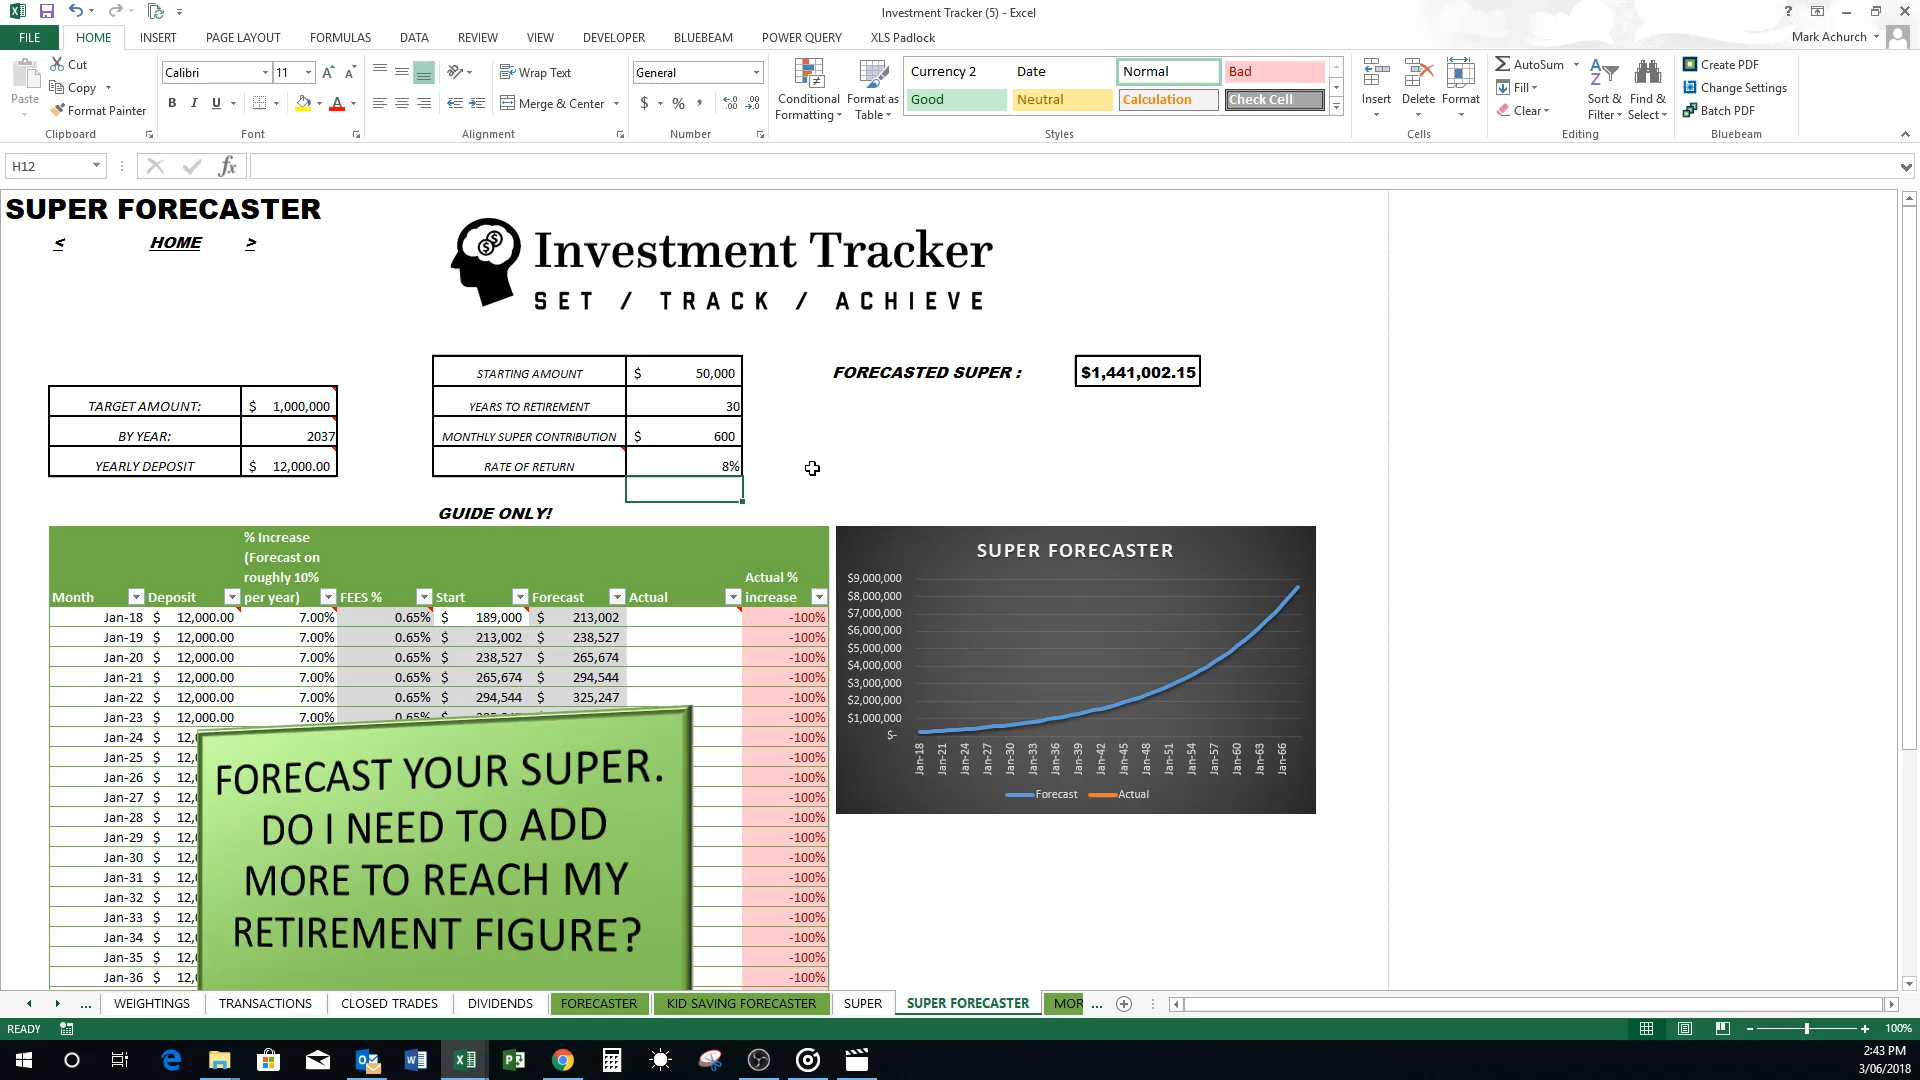 Investment Tracker (5) - Excel
?
FILE HOME INSERT PAGE LAYOUT FORMULAS DATA REVIEW VIEW DEVELOPER BLUEBEAM POWER QUERY XLS Padlock
Mark Achurch
Paste
Cut
Copy
Format Painter
Clipboard
Calibri 11
B I U
Font
Wrap Text
Merge & Center
Alignment
General
$ % ,
Number
Conditional Formatting
Format as Table
Currency 2 Date Normal Bad
Good Neutral Calculation Check Cell
Styles
Insert Delete Format
Cells
AutoSum
Fill
Clear
Sort & Filter
Find & Select
Editing
Create PDF
Change Settings
Batch PDF
Bluebeam
H12
fx
SUPER FORECASTER
< HOME >
Investment Tracker
SET / TRACK / ACHIEVE
TARGET AMOUNT: $ 1,000,000
BY YEAR: 2037
YEARLY DEPOSIT $ 12,000.00
STARTING AMOUNT $ 50,000
YEARS TO RETIREMENT 30
MONTHLY SUPER CONTRIBUTION $ 600
RATE OF RETURN 8%
FORECASTED SUPER : $1,441,002.15
GUIDE ONLY!
Month Deposit % Increase (Forecast on roughly 10% per year) FEES % Start Forecast Actual Actual % increase
Jan-18 $ 12,000.00 7.00% 0.65% $ 189,000 $ 213,002 -100%
Jan-19 $ 12,000.00 7.00% 0.65% $ 213,002 $ 238,527 -100%
Jan-20 $ 12,000.00 7.00% 0.65% $ 238,527 $ 265,674 -100%
Jan-21 $ 12,000.00 7.00% 0.65% $ 265,674 $ 294,544 -100%
Jan-22 $ 12,000.00 7.00% 0.65% $ 294,544 $ 325,247 -100%
Jan-23 $ 12,000.00 7.00% 0.65% -100%
Jan-24 $ 12, -100%
Jan-25 $ 12, -100%
Jan-26 $ 12, -100%
Jan-27 $ 12, -100%
Jan-28 $ 12, -100%
Jan-29 $ 12, -100%
Jan-30 $ 12, -100%
Jan-31 $ 12, -100%
Jan-32 $ 12, -100%
Jan-33 $ 12, -100%
Jan-34 $ 12, -100%
Jan-35 $ 12, -100%
Jan-36 $ 12, -100%
FORECAST YOUR SUPER.
DO I NEED TO ADD
MORE TO REACH MY
RETIREMENT FIGURE?
SUPER FORECASTER
$9,000,000
$8,000,000
$7,000,000
$6,000,000
$5,000,000
$4,000,000
$3,000,000
$2,000,000
$1,000,000
$-
Jan-18 Jan-21 Jan-24 Jan-27 Jan-30 Jan-33 Jan-36 Jan-39 Jan-42 Jan-45 Jan-48 Jan-51 Jan-54 Jan-57 Jan-60 Jan-63 Jan-66
Forecast Actual
... WEIGHTINGS TRANSACTIONS CLOSED TRADES DIVIDENDS FORECASTER KID SAVING FORECASTER SUPER SUPER FORECASTER MOR ...
READY
100%
2:43 PM
3/06/2018